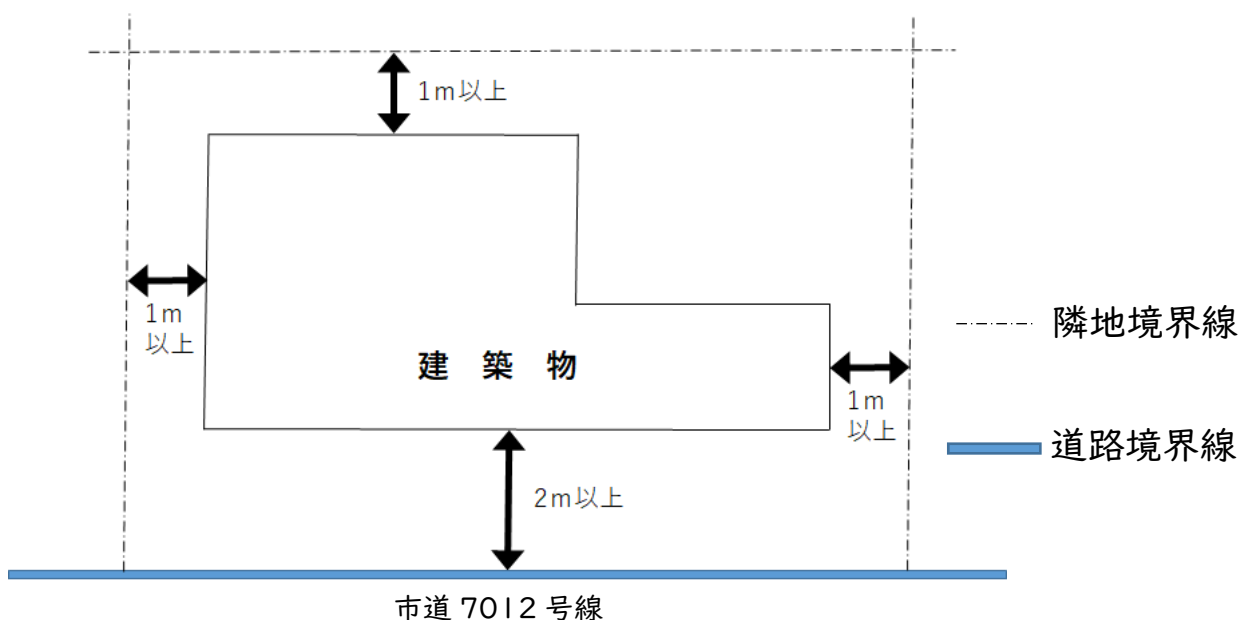 1m以上
1m
以上
建 築 物
1m
以上
2m以上
市道 7012 号線
隣地境界線
道路境界線